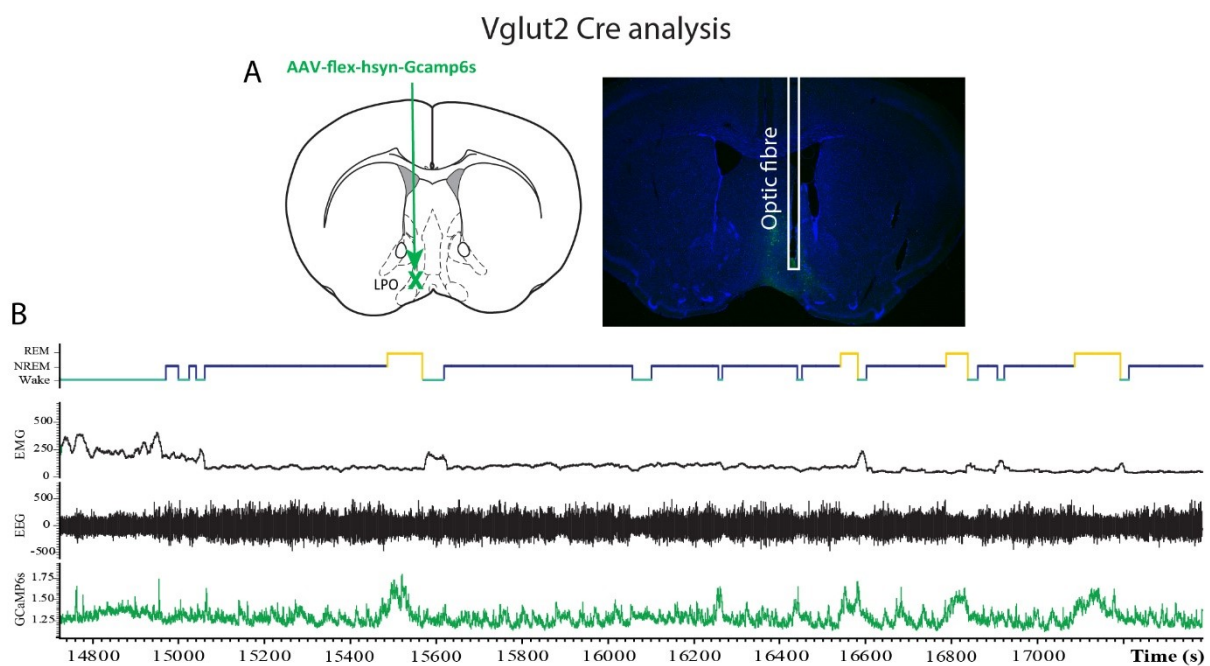 Vglut2 Cre analysis
A
AAV-flex-hsyn-Gcamp6s
LPO
X
Optic fibre
B
REM
NREM
Wake
EMG
500
250
0
EEG
500
0
-500
GCaMP6s
1.75
1.50
1.25
14800 15000 15200 15400 15600 15800 16000 16200 16400 16600 16800 17000 Time (s)